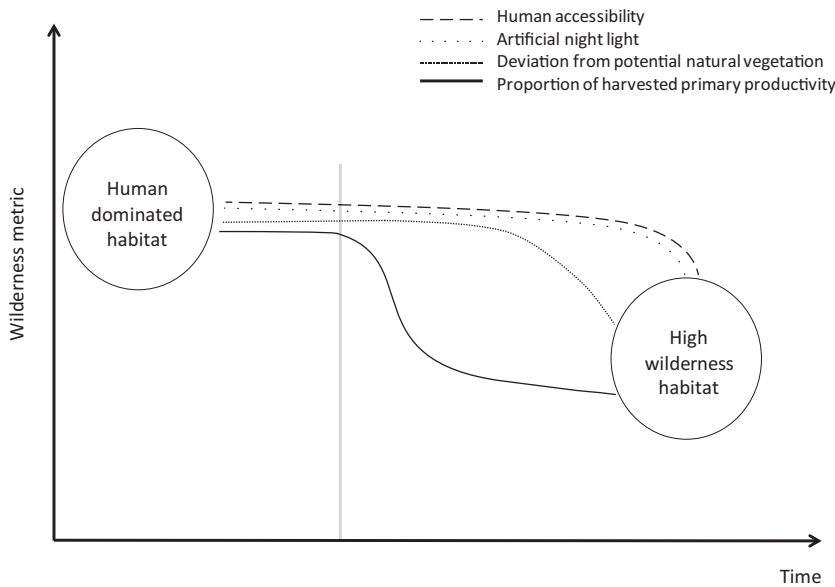 Human accessibility
Artificial night light
Deviation from potential natural vegetation
Proportion of harvested primary productivity
Wilderness metric
Human
dominated
habitat
High
wilderness
habitat
Time